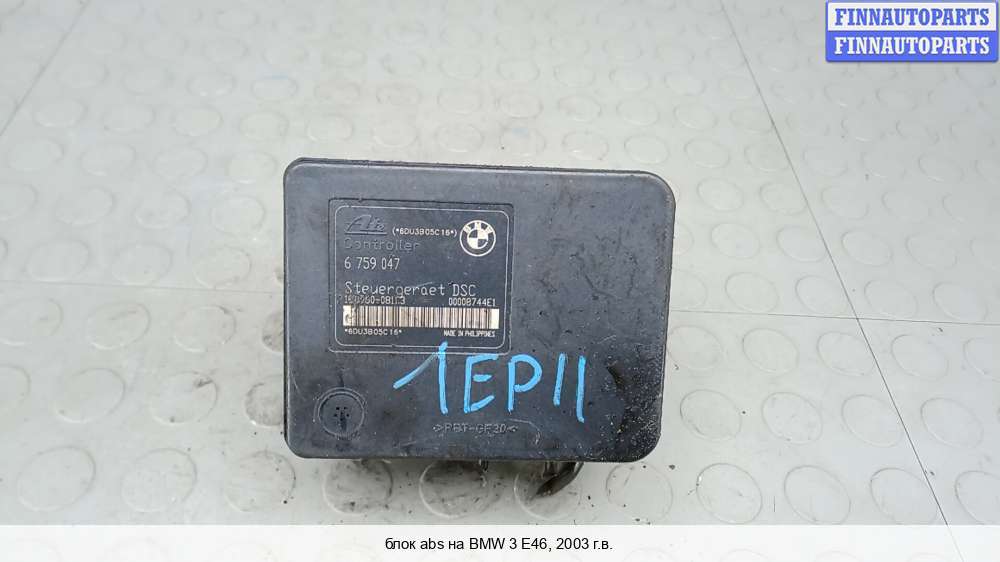 FINNAUTOPARTS
FINNAUTOPARTS
Ate (*6DU3B05C16*)
BMW
Controller
6 759 047
Steuergeraet DSC
00008744E1
*6DU3B05C16*
MADE IN PHILIPPINES
1EP11
>PBT-GF30<
блок abs на BMW 3 E46, 2003 г.в.